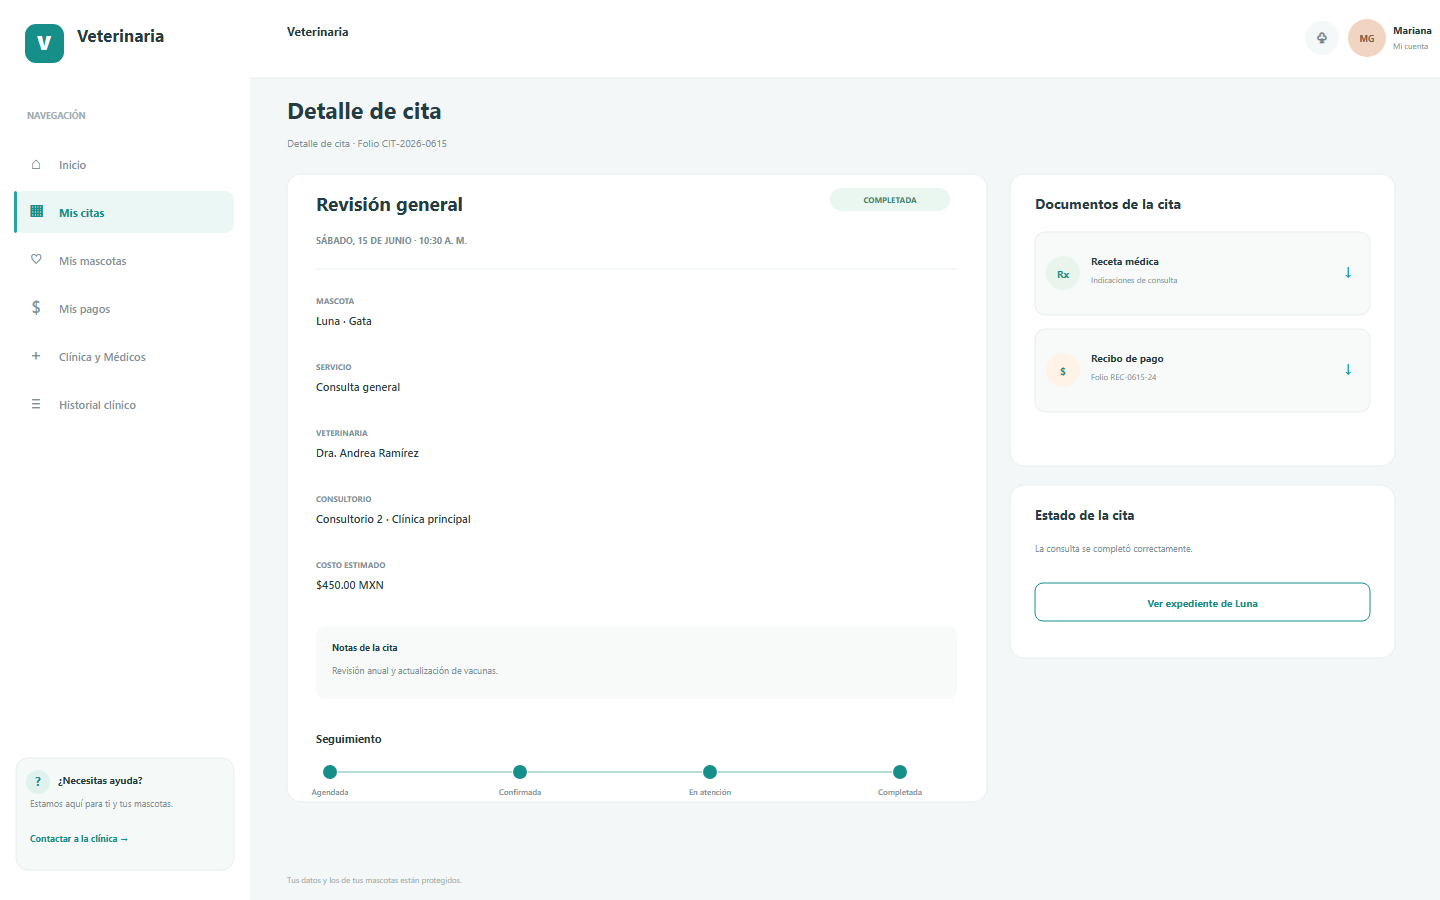 V
Veterinaria
NAVEGACIÓN
Inicio
Mis citas
Mis mascotas
$
Mis pagos
Clínica y Médicos
Historial clínico
?
¿Necesitas ayuda?
Estamos aquí para ti y tus mascotas.
Contactar a la clínica →
Veterinaria
MG
Mariana
Mi cuenta
Detalle de cita
Detalle de cita · Folio CIT-2026-0615
Revisión general
COMPLETADA
SÁBADO, 15 DE JUNIO · 10:30 A. M.
MASCOTA
Luna · Gata
SERVICIO
Consulta general
VETERINARIA
Dra. Andrea Ramírez
CONSULTORIO
Consultorio 2 · Clínica principal
COSTO ESTIMADO
$450.00 MXN
Notas de la cita
Revisión anual y actualización de vacunas.
Seguimiento
Agendada
Confirmada
En atención
Completada
Documentos de la cita
Rx
Receta médica
Indicaciones de consulta
↓
$
Recibo de pago
Folio REC-0615-24
↓
Estado de la cita
La consulta se completó correctamente.
Ver expediente de Luna
Tus datos y los de tus mascotas están protegidos.